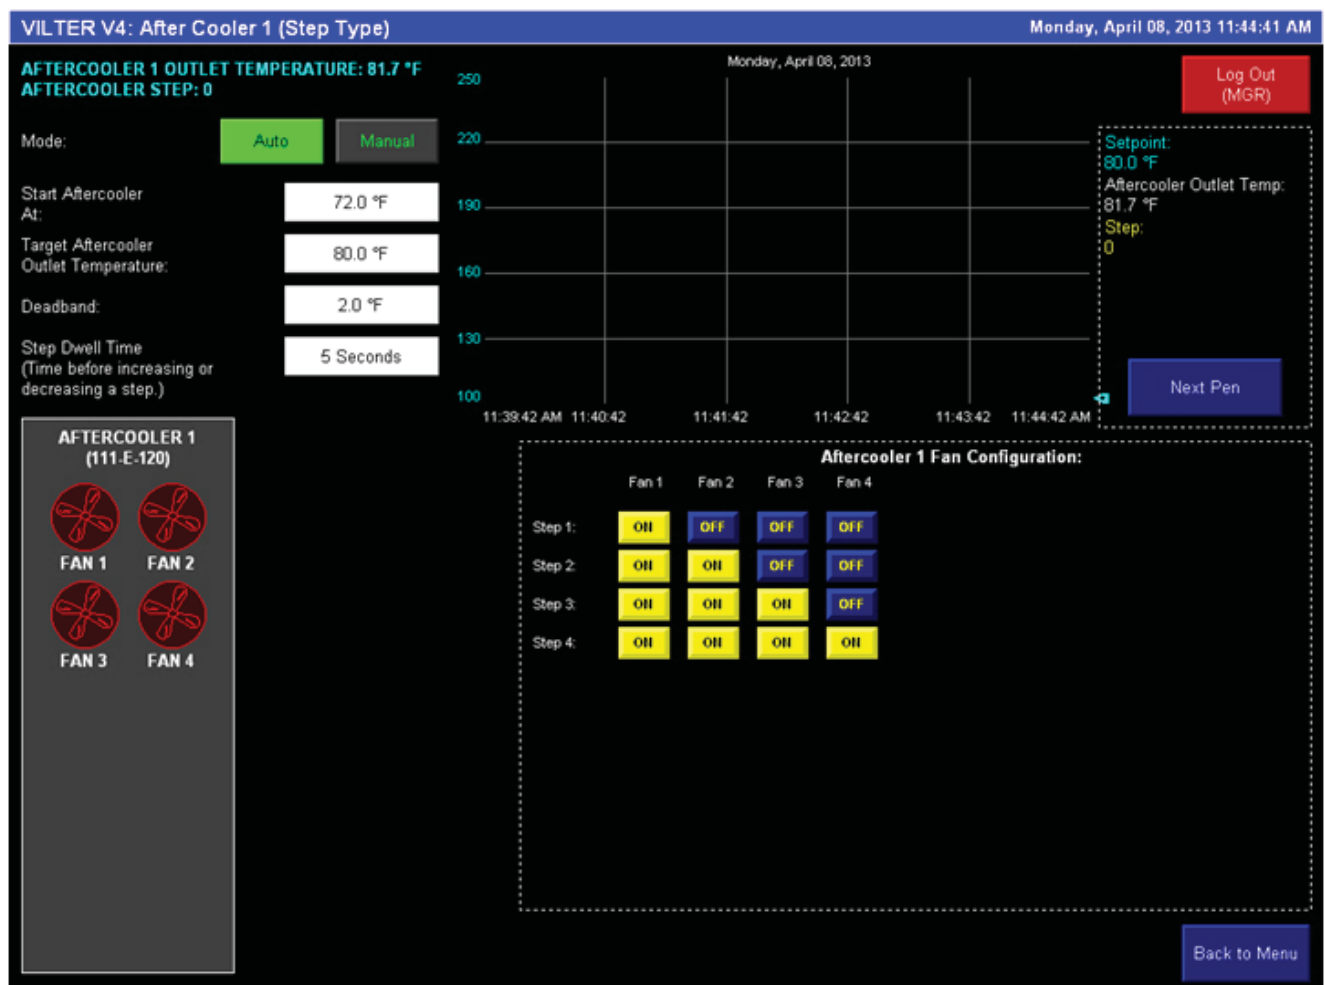 VILTER V4: After Cooler 1 (Step Type)
Monday, April 08, 2013 11:44:41 AM
AFTERCOOLER 1 OUTLET TEMPERATURE: 81.7 °F
AFTERCOOLER STEP: 0
Mode:
Auto
Manual
Start Aftercooler
At:
72.0 °F
Target Aftercooler
Outlet Temperature:
80.0 °F
Deadband:
2.0 °F
Step Dwell Time
(Time before increasing or
decreasing a step.)
5 Seconds
Monday, April 08, 2013
250
220
190
160
130
100
11:39:42 AM 11:40:42 11:41:42 11:42:42 11:43:42 11:44:42 AM
Log Out
(MGR)
Setpoint:
80.0 °F
Aftercooler Outlet Temp:
81.7 °F
Step:
0
Next Pen
AFTERCOOLER 1
(111-E-120)
FAN 1 FAN 2
FAN 3 FAN 4
Aftercooler 1 Fan Configuration:
Fan 1 Fan 2 Fan 3 Fan 4
Step 1: ON OFF OFF OFF
Step 2: ON ON OFF OFF
Step 3: ON ON ON OFF
Step 4: ON ON ON ON
Back to Menu